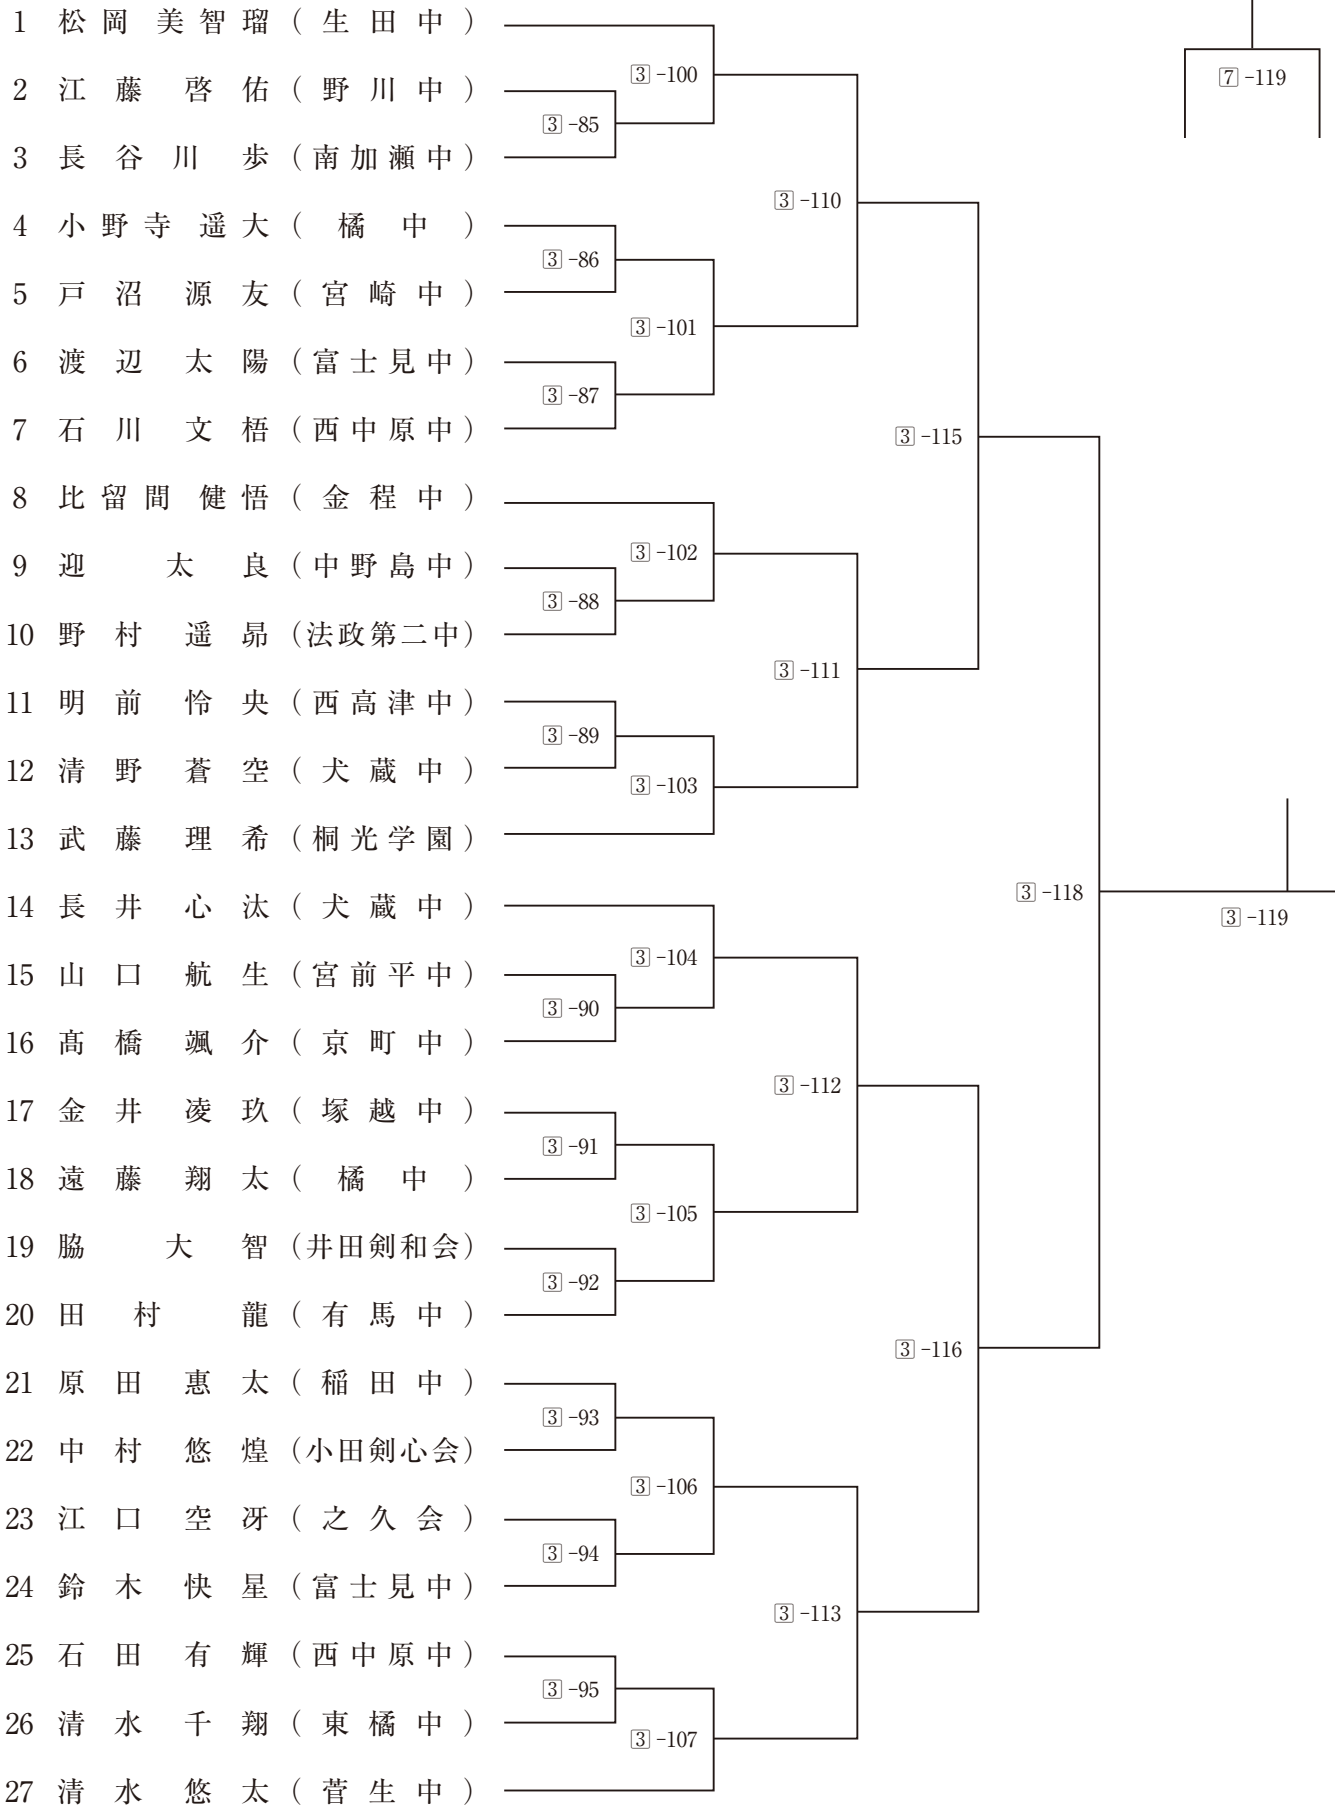 1 松岡 美智瑠 (生田中)
2 江藤 啓佑 (野川中)
3 長谷川 歩 (南加瀬中)
4 小野寺 遥大 (橘中)
5 戸沼 源友 (宮崎中)
6 渡辺 太陽 (富士見中)
7 石川 文梧 (西中原中)
8 比留間 健悟 (金程中)
9 迎 太良 (中野島中)
10 野村 遥昴 (法政第二中)
11 明前 怜央 (西高津中)
12 清野 蒼空 (犬蔵中)
13 武藤 理希 (桐光学園)
14 長井 心汰 (犬蔵中)
15 山口 航生 (宮前平中)
16 髙橋 颯介 (京町中)
17 金井 凌玖 (塚越中)
18 遠藤 翔太 (橘中)
19 脇 大智 (井田剣和会)
20 田村 龍 (有馬中)
21 原田 惠太 (稲田中)
22 中村 悠煌 (小田剣心会)
23 江口 空冴 (之久会)
24 鈴木 快星 (富士見中)
25 石田 有輝 (西中原中)
26 清水 千翔 (東橘中)
27 清水 悠太 (菅生中)
3 -85
3 -86
3 -87
3 -88
3 -89
3 -90
3 -91
3 -92
3 -93
3 -94
3 -95
3 -100
3 -101
3 -102
3 -103
3 -104
3 -105
3 -106
3 -107
3 -110
3 -111
3 -112
3 -113
3 -115
3 -116
3 -118
3 -119
7 -119